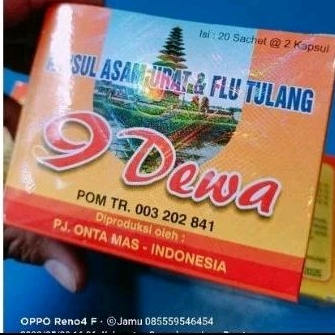 Isi : 20 Sachet @ 2 Kapsul
KAPSUL ASAM URAT & FLU TULANG
9 Dewa
POM TR. 003 202 841
Diproduksi oleh :
PJ. ONTA MAS - INDONESIA
OPPO Reno4 F · ©Jamu 085559546454